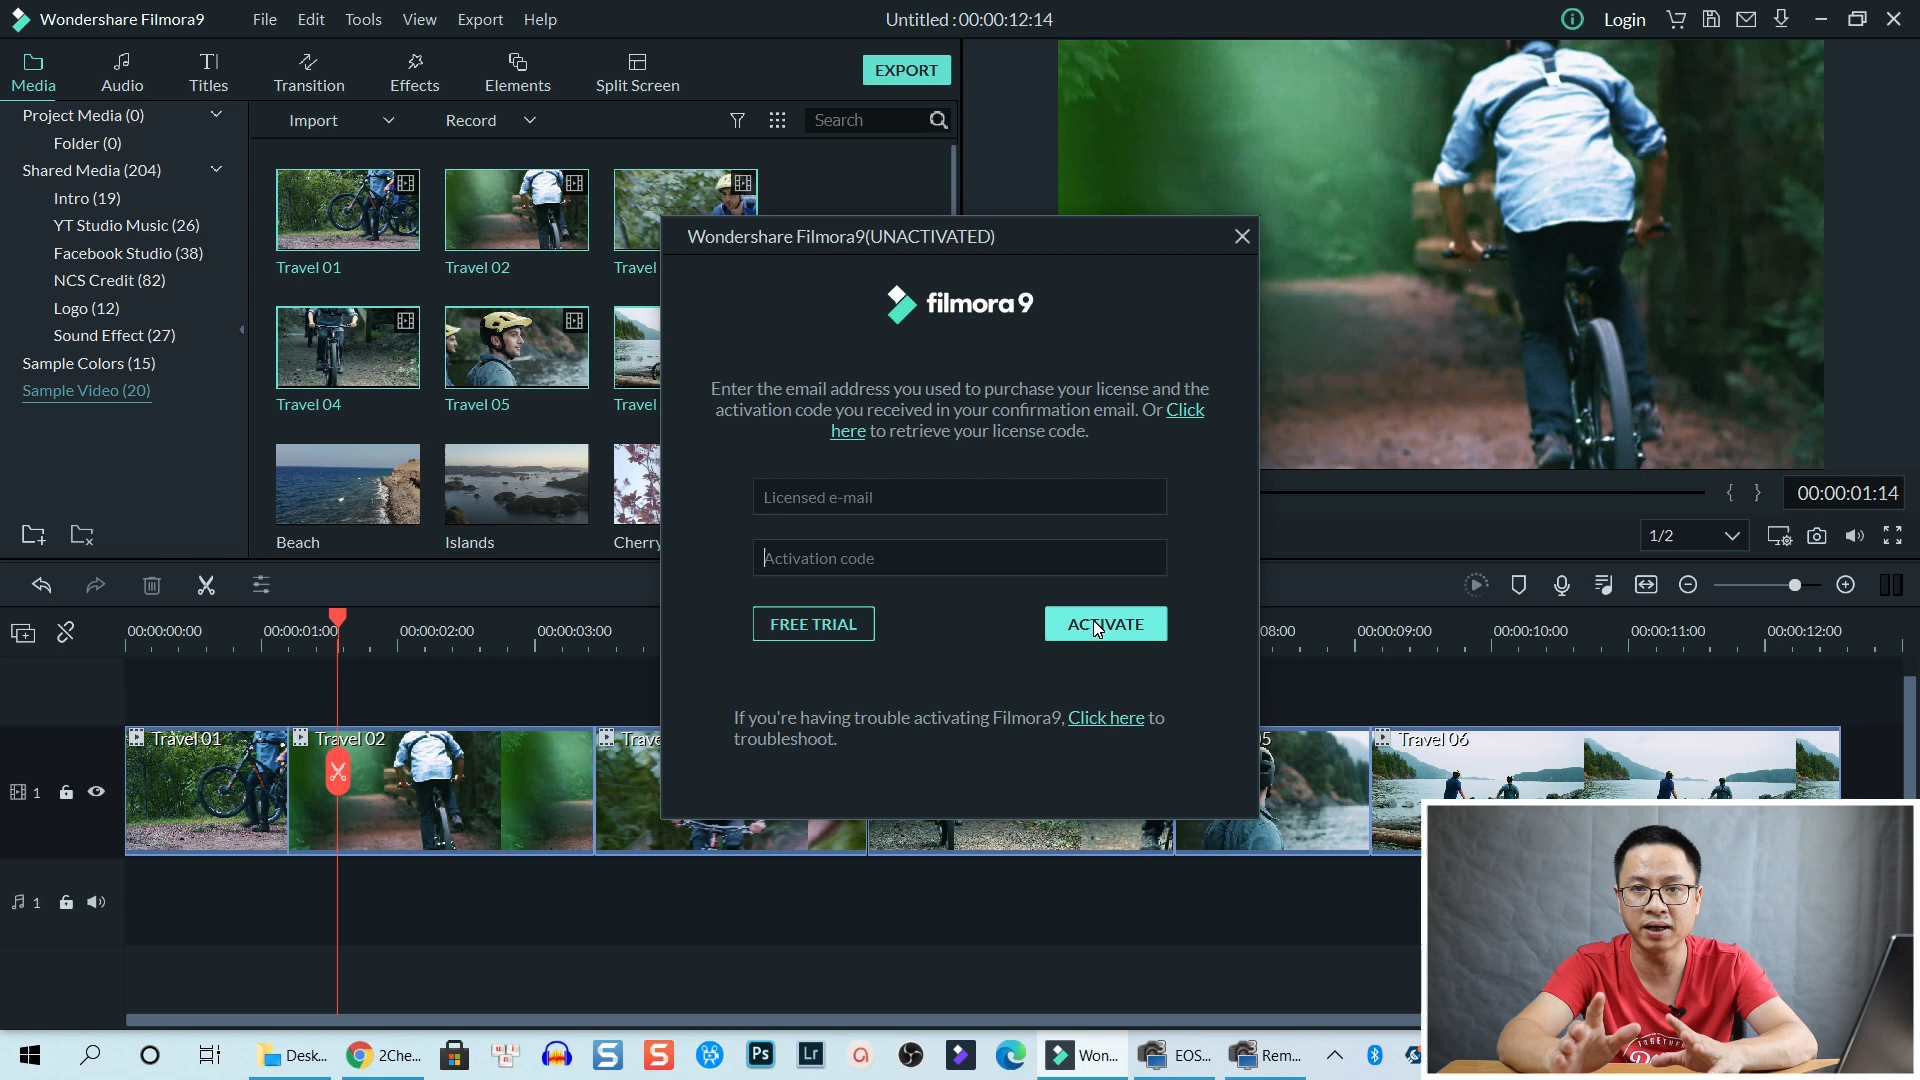 Wondershare Filmora9
File Edit Tools View Export Help
Untitled : 00:00:12:14
Login
Media
Audio
Titles
Transition
Effects
Elements
Split Screen
EXPORT
Project Media (0)
Folder (0)
Shared Media (204)
Intro (19)
YT Studio Music (26)
Facebook Studio (38)
NCS Credit (82)
Logo (12)
Sound Effect (27)
Sample Colors (15)
Sample Video (20)
Import
Record
Search
Travel 01
Travel 02
Travel
Travel 04
Travel 05
Travel
Beach
Islands
Cherry
Wondershare Filmora9(UNACTIVATED)
filmora9
Enter the email address you used to purchase your license and the
activation code you received in your confirmation email. Or Click
here to retrieve your license code.
Licensed e-mail
Activation code
FREE TRIAL
ACTIVATE
If you're having trouble activating Filmora9, Click here to
troubleshoot.
00:00:01:14
1/2
00:00:00:00
00:00:01:00
00:00:02:00
00:00:03:00
08:00
00:00:09:00
00:00:10:00
00:00:11:00
00:00:12:00
Travel 01
Travel 02
Trave
5
Travel 06
1
1
Desk...
2Che...
Ps
Lr
Won...
EOS...
Rem...
TOGETHER